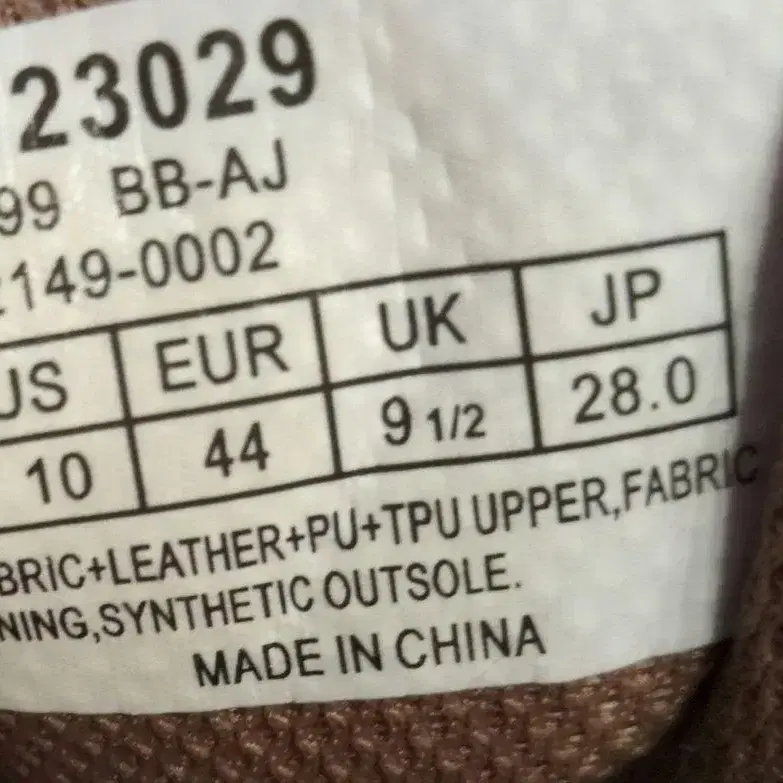 23029
99 BB-AJ
149-0002
US EUR UK JP
10 44 9 1/2 28.0
BRIC+LEATHER+PU+TPU UPPER,FABRIC
NING,SYNTHETIC OUTSOLE.
MADE IN CHINA